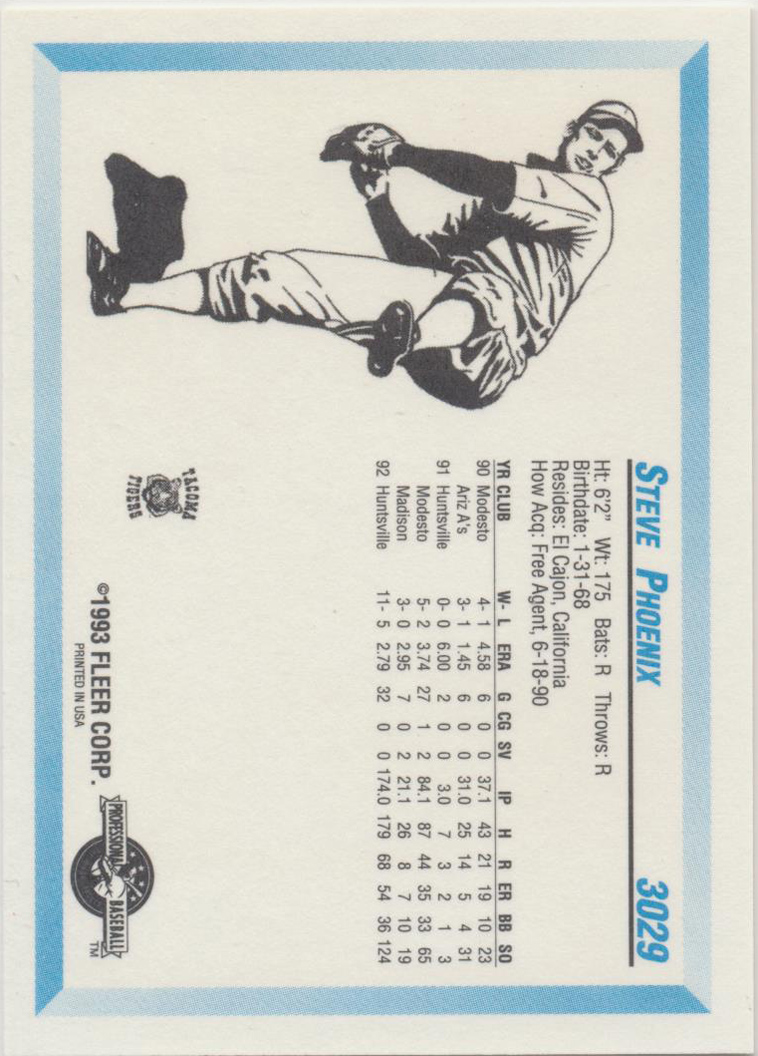 STEVE PHOENIX 3029
Ht: 6'2" Wt: 175 Bats: R Throws: R
Birthdate: 1-31-68
Resides: El Cajon, California
How Acq: Free Agent, 6-18-90
YR CLUB W- L ERA G CG SV IP H R ER BB SO
90 Modesto 4- 1 4.58 6 0 0 37.1 43 21 19 10 23
Ariz A's 3- 1 1.45 6 0 0 31.0 25 14 5 4 31
91 Huntsville 0- 0 6.00 2 0 0 3.0 7 3 2 1 3
Modesto 5- 2 3.74 27 1 2 84.1 87 44 35 33 65
Madison 3- 0 2.95 7 0 2 21.1 26 8 7 10 19
92 Huntsville 11- 5 2.79 32 0 0 174.0 179 68 54 36 124
TACOMA
TIGERS
©1993 FLEER CORP.
PRINTED IN USA
PROFESSIONAL BASEBALL
TM